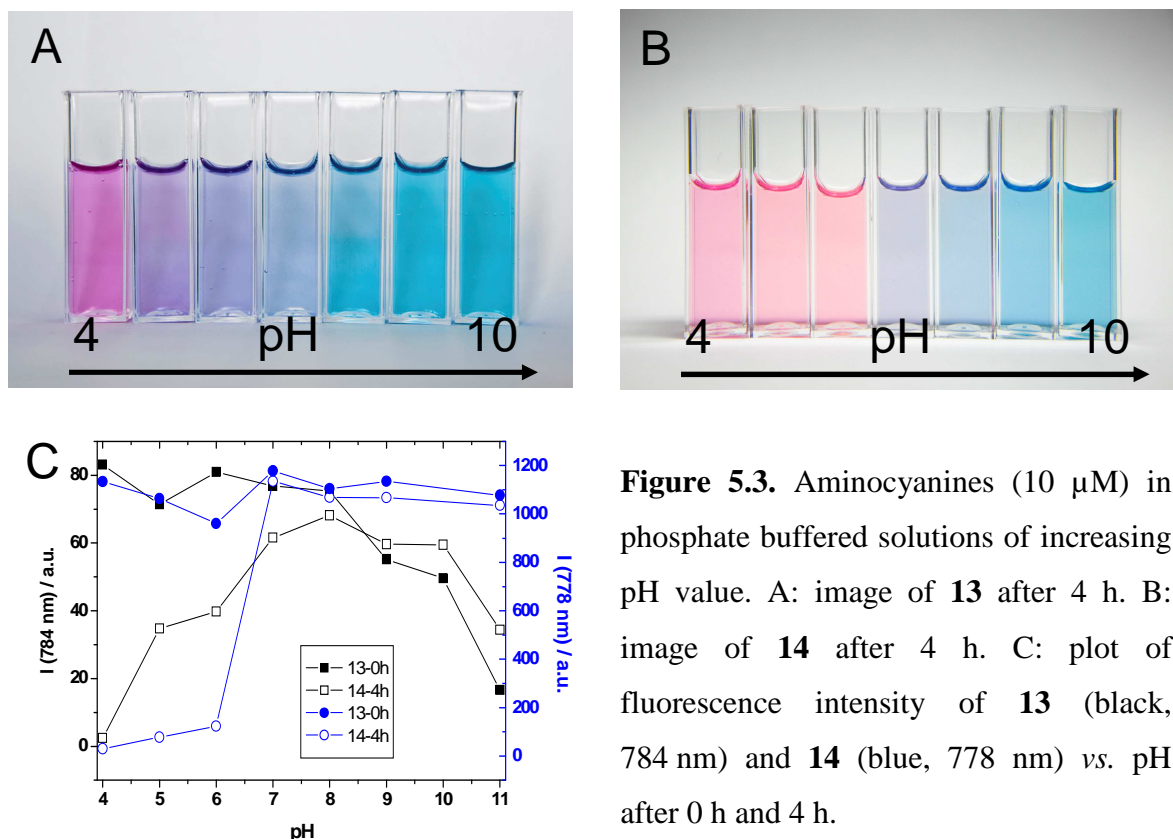 A
4 pH 10
B
4 pH 10
C
I (784 nm) / a.u.
80
60
40
20
0
13-0h
14-4h
13-0h
14-4h
1200
1000
800
600
400
200
0
I (778 nm) / a.u.
4 5 6 7 8 9 10 11
pH
Figure 5.3. Aminocyanines (10 µM) in
phosphate buffered solutions of increasing
pH value. A: image of 13 after 4 h. B:
image of 14 after 4 h. C: plot of
fluorescence intensity of 13 (black,
784 nm) and 14 (blue, 778 nm) vs. pH
after 0 h and 4 h.